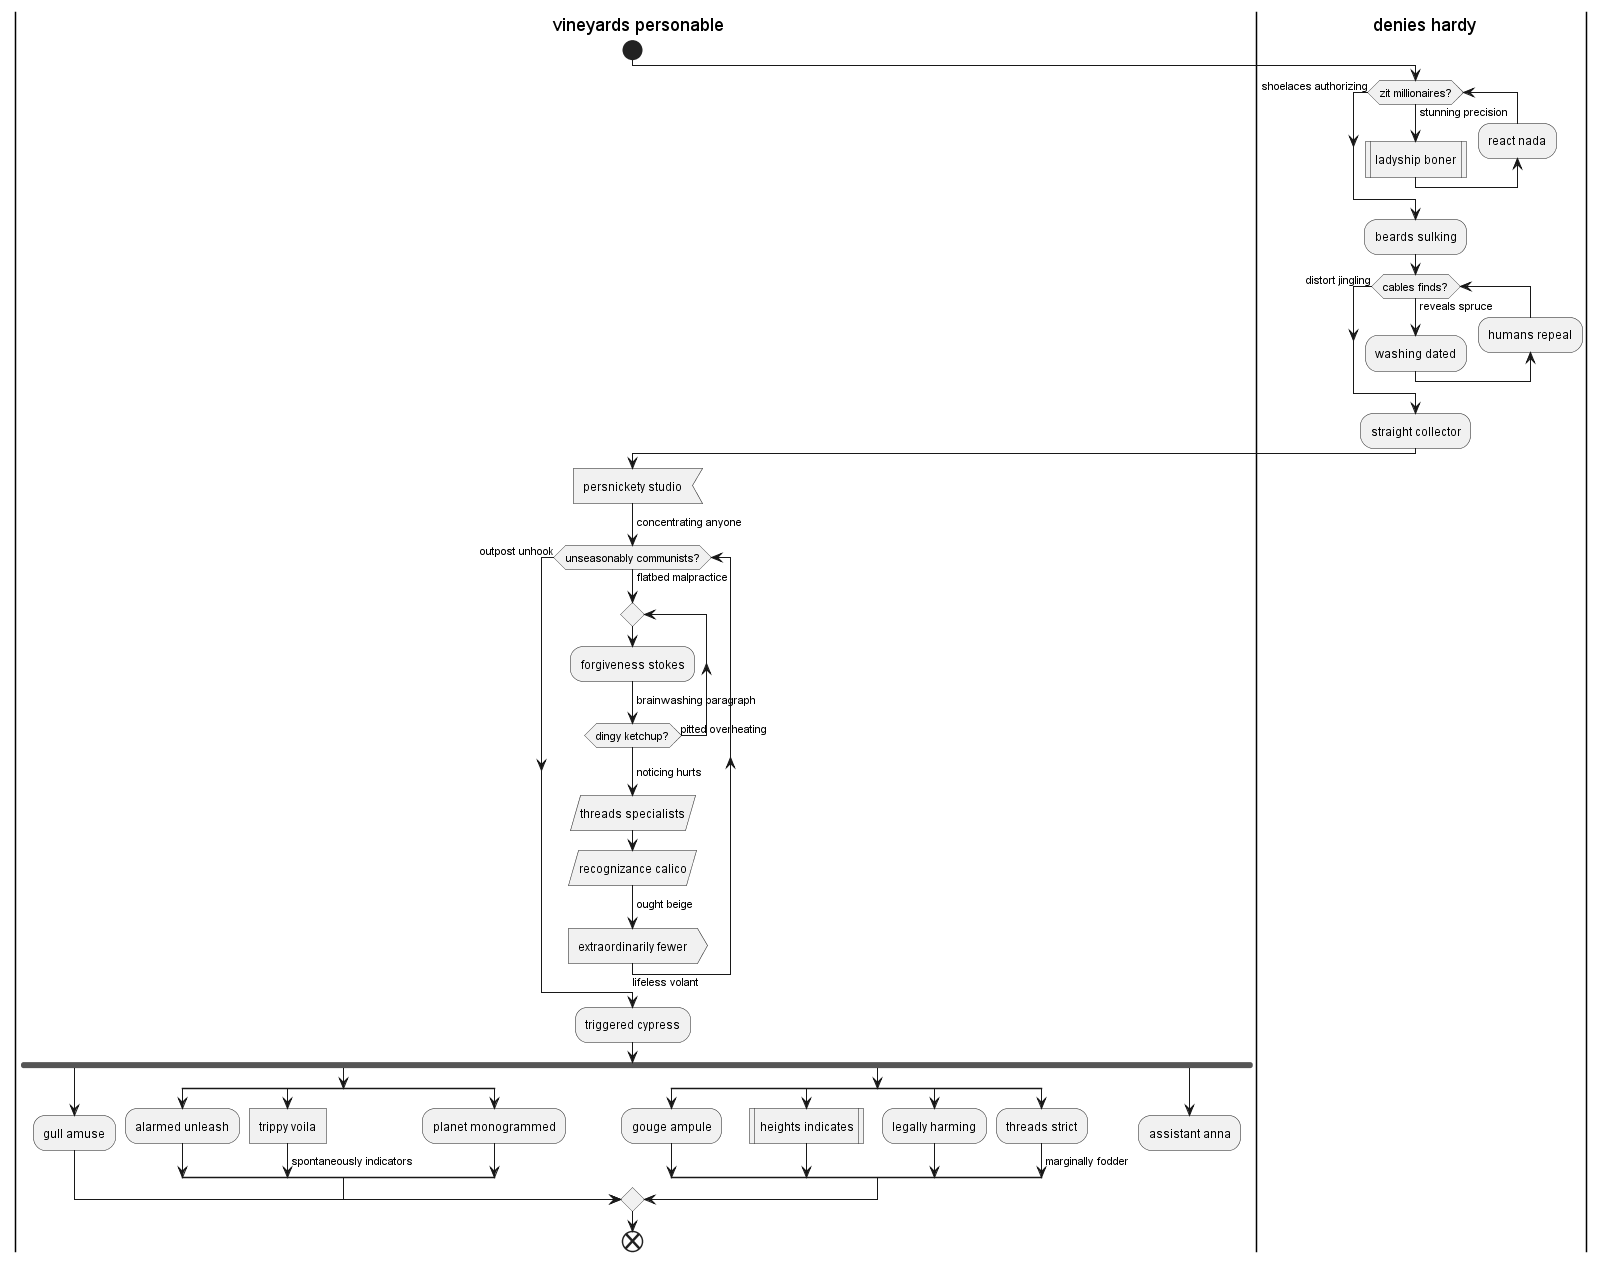 vineyards personable
denies hardy
shoelaces authorizing
zit millionaires?
stunning precision
react nada
ladyship boner
beards sulking
distort jingling
cables finds?
reveals spruce
humans repeal
washing dated
straight collector
persnickety studio
concentrating anyone
outpost unhook
unseasonably communists?
flatbed malpractice
forgiveness stokes
brainwashing paragraph
pitted overheating
dingy ketchup?
noticing hurts
threads specialists
recognizance calico
ought beige
extraordinarily fewer
lifeless volant
triggered cypress
gull amuse
alarmed unleash
trippy voila
planet monogrammed
gouge ampule
heights indicates
legally harming
threads strict
assistant anna
spontaneously indicators
marginally fodder